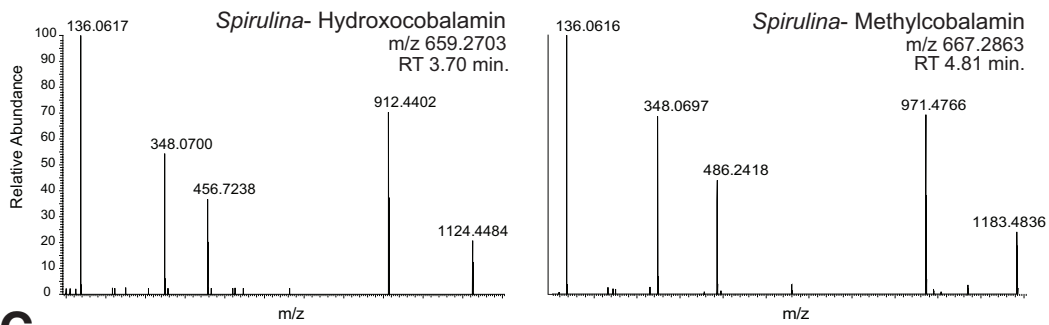 Spirulina- Hydroxocobalamin
m/z 659.2703
RT 3.70 min.
Relative Abundance
100
90
80
70
60
50
40
30
20
10
0
136.0617
348.0700
456.7238
912.4402
1124.4484
m/z
Spirulina- Methylcobalamin
m/z 667.2863
RT 4.81 min.
136.0616
348.0697
486.2418
971.4766
1183.4836
m/z